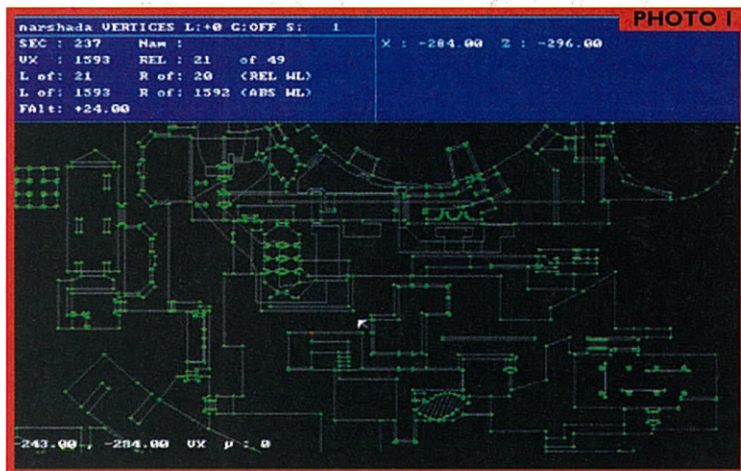 PHOTO 1
narshada VERTICES L:+0 G:OFF S: 1
SEC : 237 Nam :
VX : 1593 REL : 21 of 49
L of: 21 R of: 20 (REL WL)
L of: 1593 R of: 1592 (ABS WL)
FAlt: +24.00
X : -284.00 Z : -296.00
-243.00 , -284.00 VX µ : 0